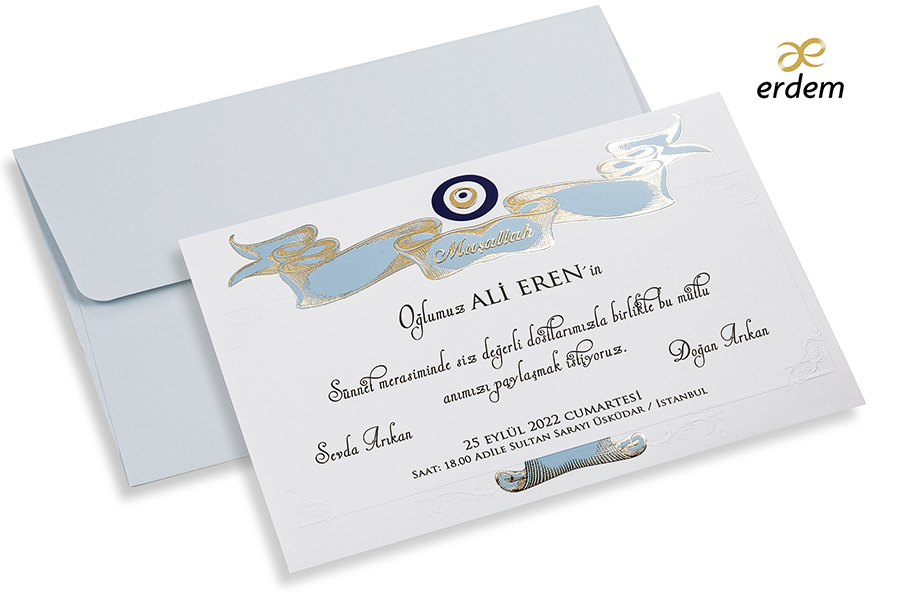 erdem
Maşallah
Oğlumuz ALİ EREN'in
Sünnet merasiminde siz değerli dostlarımızla birlikte bu mutlu
anımızı paylaşmak istiyoruz.
Doğan Arıkan
Sevda Arıkan
25 EYLÜL 2022 CUMARTESİ
SAAT: 18.00 ADİLE SULTAN SARAYI ÜSKÜDAR / İSTANBUL